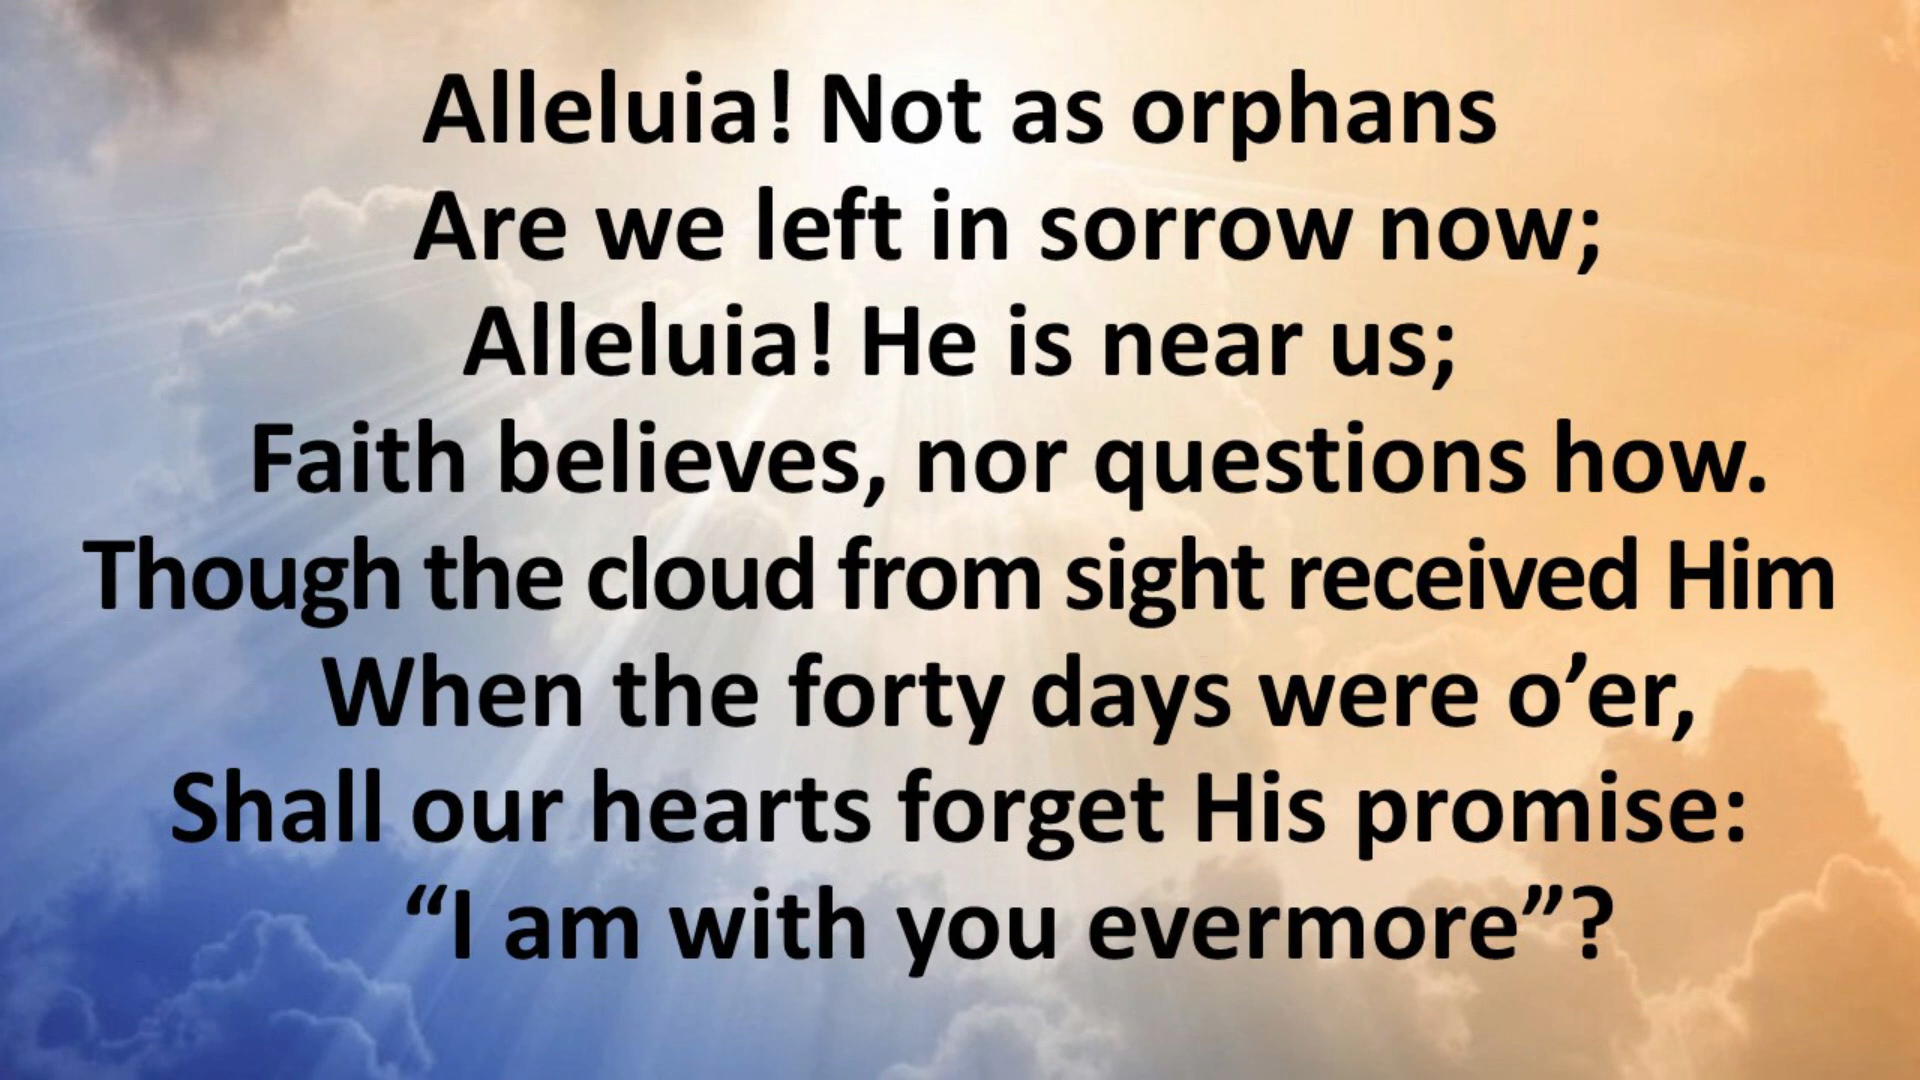 Alleluia! Not as orphans
Are we left in sorrow now;
Alleluia! He is near us;
Faith believes, nor questions how.
Though the cloud from sight received Him
When the forty days were o’er,
Shall our hearts forget His promise:
“I am with you evermore”?